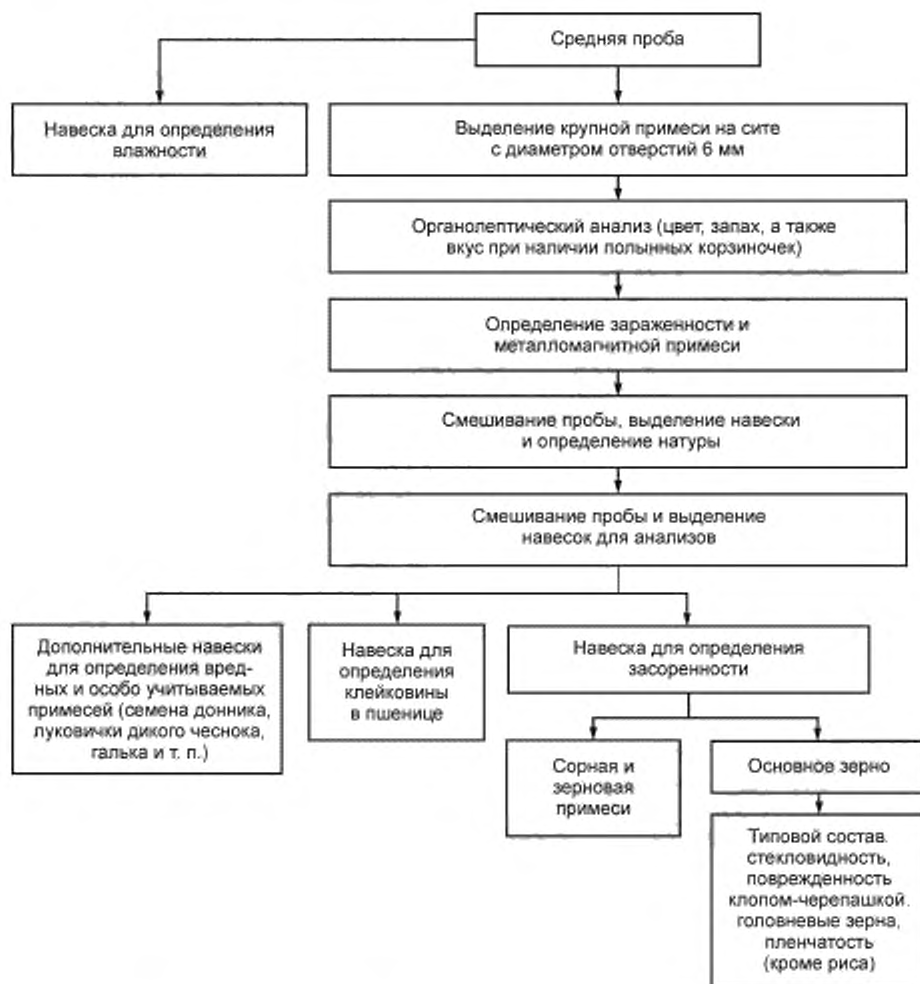 Средняя проба
Навеска для определения
влажности
Выделение крупной примеси на сите
с диаметром отверстий 6 мм
Органолептический анализ (цвет, запах, а также
вкус при наличии полынных корзиночек)
Определение зараженности и
металломагнитной примеси
Смешивание пробы, выделение навески
и определение натуры
Смешивание пробы и выделение
навесок для анализов
Дополнительные навески
для определения вред-
ных и особо учитываемых
примесей (семена донника,
луковички дикого чеснока,
галька и т. п.)
Навеска для
определения
клейковины
в пшенице
Навеска для определения
засоренности
Сорная и
зерновая
примеси
Основное зерно
Типовой состав.
стекловидность,
поврежденность
клопом-черепашкой.
головневые зерна,
пленчатость
(кроме риса)